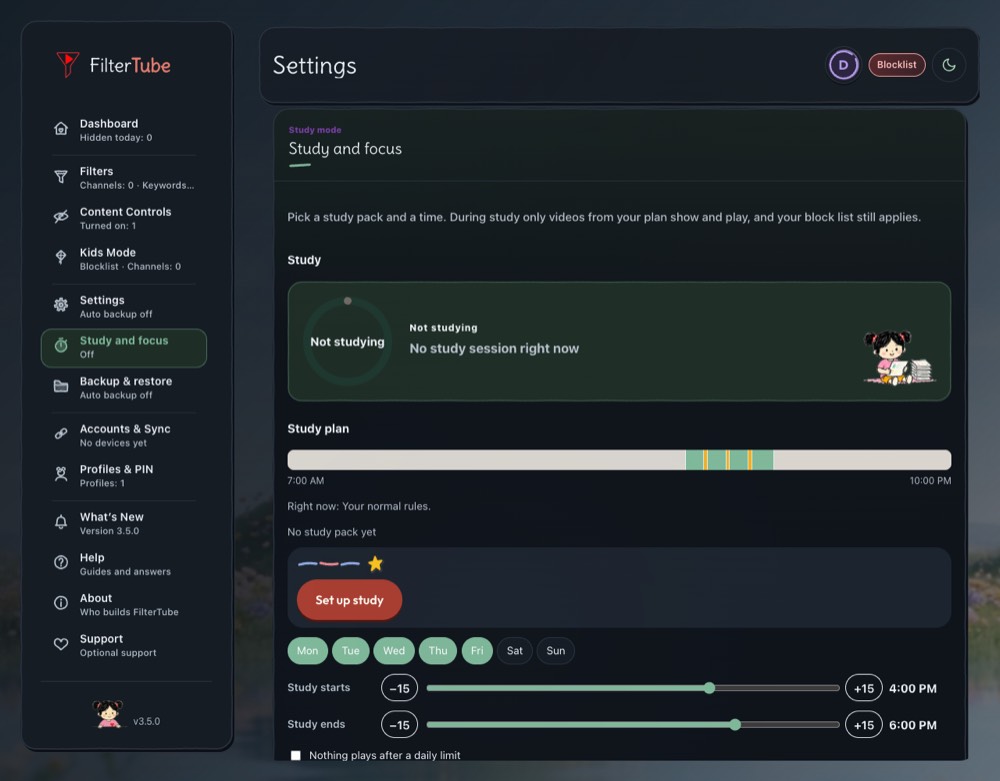 FilterTube
Dashboard
Hidden today: 0
Filters
Channels: 0 · Keywords...
Content Controls
Turned on: 1
Kids Mode
Blocklist · Channels: 0
Settings
Auto backup off
Study and focus
Off
Backup & restore
Auto backup off
Accounts & Sync
No devices yet
Profiles & PIN
Profiles: 1
What's New
Version 3.5.0
Help
Guides and answers
About
Who builds FilterTube
Support
Optional support
v3.5.0
Settings
D
Blocklist
Study mode
Study and focus
Pick a study pack and a time. During study only videos from your plan show and play, and your block list still applies.
Study
Not studying
Not studying
No study session right now
Study plan
7:00 AM
10:00 PM
Right now: Your normal rules.
No study pack yet
Set up study
Mon Tue Wed Thu Fri Sat Sun
Study starts −15 +15 4:00 PM
Study ends −15 +15 6:00 PM
Nothing plays after a daily limit